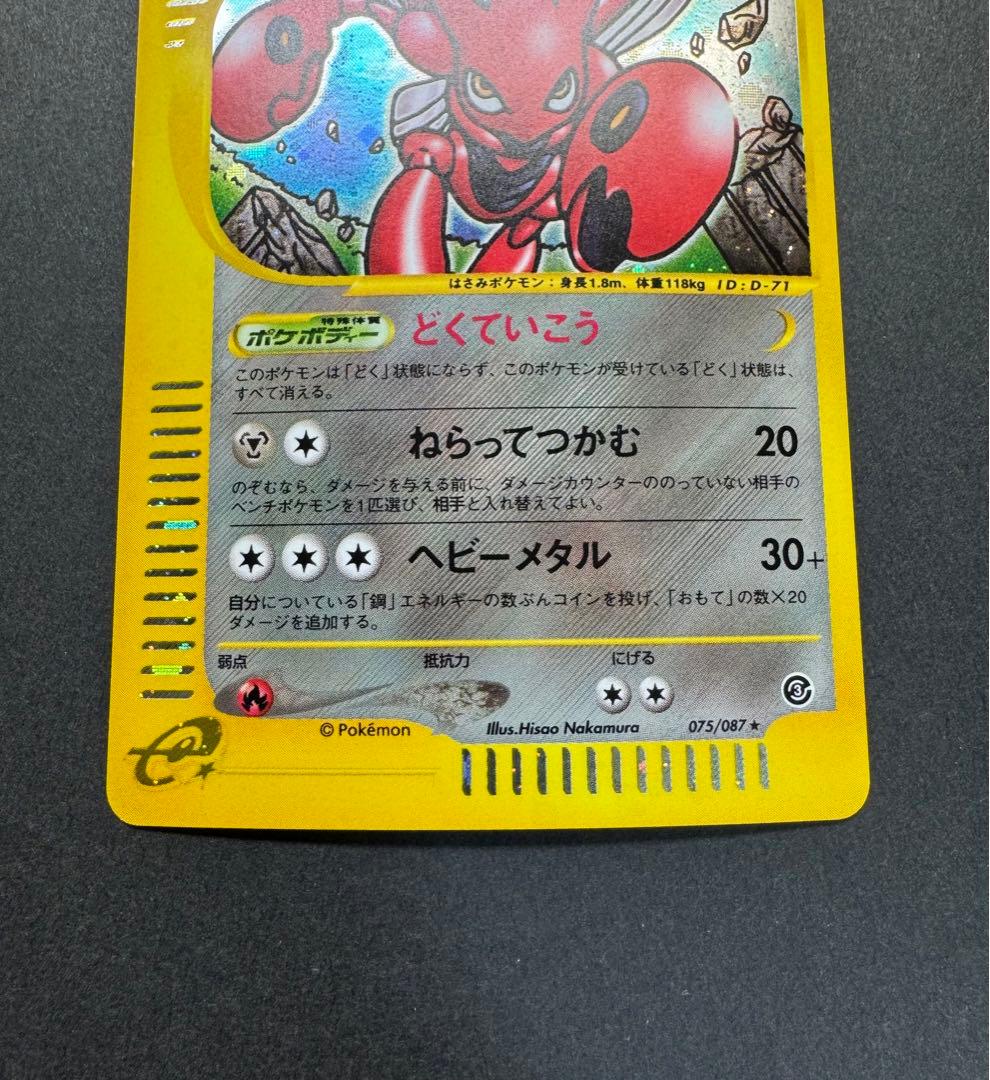 はさみポケモン：身長1.8m、体重118kg ID:D-71
特殊体質
ポケボディー どくていこう
このポケモンは「どく」状態にならず、このポケモンが受けている「どく」状態は、
すべて消える。
ねらってつかむ 20
のぞむなら、ダメージを与える前に、ダメージカウンターののっていない相手の
ベンチポケモンを1匹選び、相手と入れ替えてよい。
ヘビーメタル 30+
自分についている「鋼」エネルギーの数ぶんコインを投げ、「おもて」の数×20
ダメージを追加する。
弱点 抵抗力 にげる
3
© Pokémon Illus.Hisao Nakamura 075/087★
e